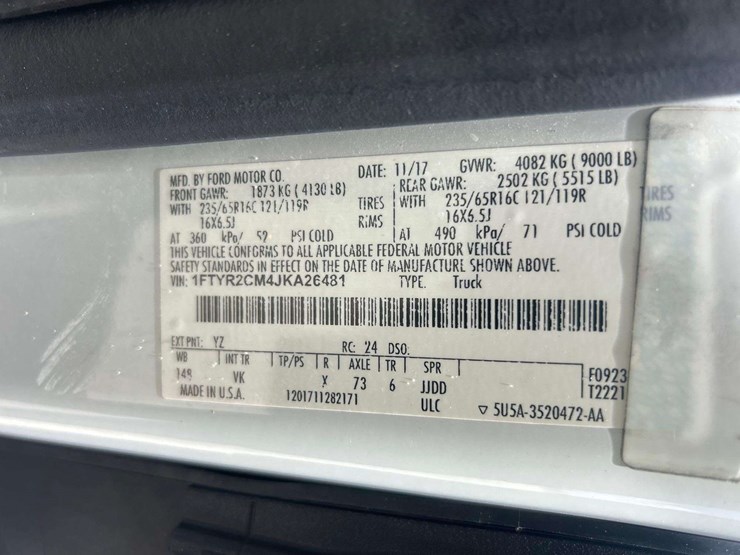 MFD. BY FORD MOTOR CO. DATE: 11/17 GVWR: 4082 KG ( 9000 LB)
FRONT GAWR: 1873 KG ( 4130 LB) REAR GAWR: 2502 KG ( 5515 LB)
WITH 235/65R16C 121/119R TIRES WITH 235/65R16C 121/119R TIRES
16X6.5J RIMS 16X6.5J RIMS
AT 360 kPa/ 52 PSI COLD AT 490 kPa/ 71 PSI COLD
THIS VEHICLE CONFORMS TO ALL APPLICABLE FEDERAL MOTOR VEHICLE
SAFETY STANDARDS IN EFFECT ON THE DATE OF MANUFACTURE SHOWN ABOVE.
VIN: 1FTYR2CM4JKA26481 TYPE: Truck
EXT PNT: YZ RC: 24 DSO:
WB INT TR TP/PS R AXLE TR SPR F0923
148 VK X 73 6 JJDD T2221
MADE IN U.S.A. 1201711282171 ULC ▽ 5U5A-3520472-AA